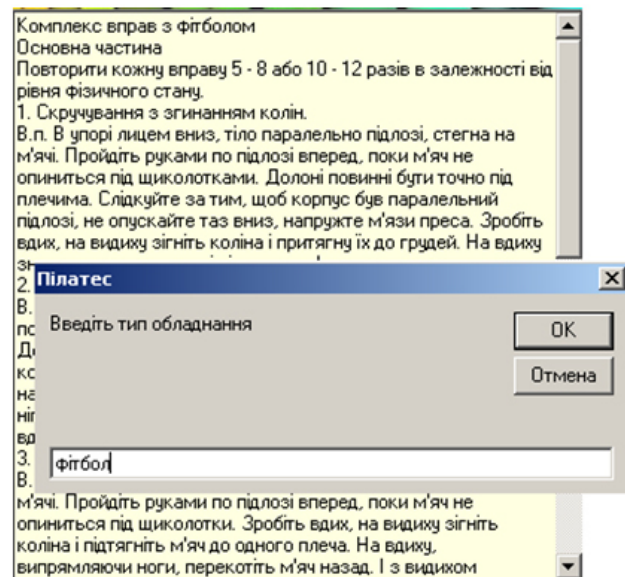 Комплекс вправ з фітболом
Основна частина
Повторити кожну вправу 5 - 8 або 10 - 12 разів в залежності від
рівня фізичного стану.
1. Скручування з згинанням колін.
В.п. В упорі лицем вниз, тіло паралельно підлозі, стегна на
м'ячі. Пройдіть руками по підлозі вперед, поки м'яч не
опиниться під щиколотками. Долоні повинні бути точно під
плечима. Слідкуйте за тим, щоб корпус був паралельний
підлозі, не опускайте таз вниз, напружте м'язи преса. Зробіть
вдих, на видиху зігніть коліна і притягну їх до грудей. На вдиху
2.
Пілатес
В.
Введіть тип обладнання
OK
Отмена
3.
фітбол
В.
м'ячі. Пройдіть руками по підлозі вперед, поки м'яч не
опиниться під щиколотки. Зробіть вдих, на видиху зігніть
коліна і підтягніть м'яч до одного плеча. На вдиху,
випрямляючи ноги, перекотіть м'яч назад. І з видихом